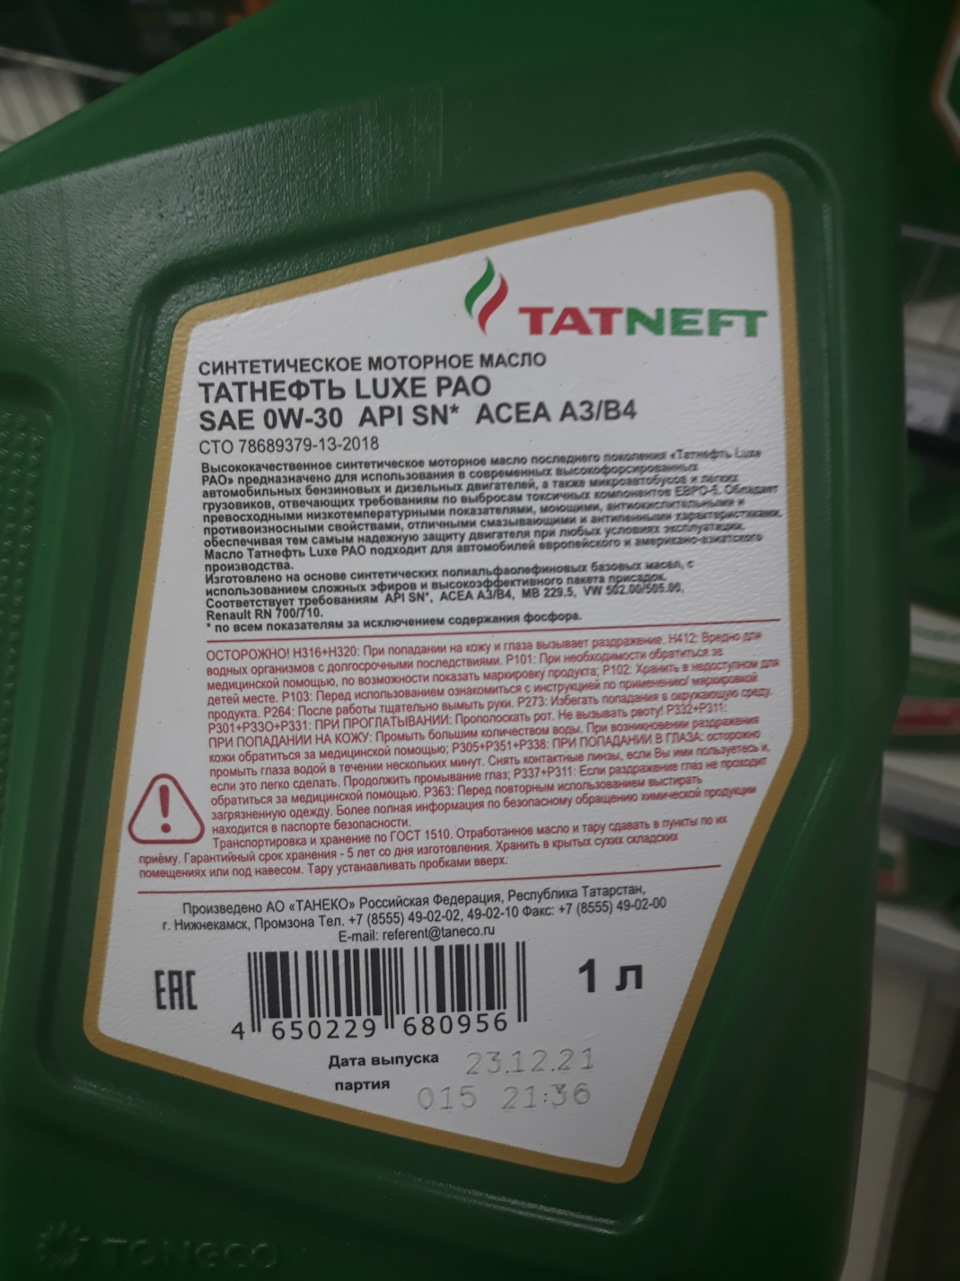 TATNEFT
СИНТЕТИЧЕСКОЕ МОТОРНОЕ МАСЛО
ТАТНЕФТЬ LUXE PAO
SAE 0W-30 API SN* ACEA A3/B4
СТО 78689379-13-2018
Высококачественное синтетическое моторное масло последнего поколения «Татнефть Luxe
PAO» предназначено для использования в современных высокофорсированных
автомобильных бензиновых и дизельных двигателей, а также микроавтобусов и легких
грузовиков, отвечающих требованиям по выбросам токсичных компонентов ЕВРО-5. Обладает
превосходными низкотемпературными показателями, моющими, антиокислительными и
противоизносными свойствами, отличными смазывающими и антипенными характеристиками,
обеспечивая тем самым надежную защиту двигателя при любых условиях эксплуатации.
Масло Татнефть Luxe PAO подходит для автомобилей европейского и американо-азиатского
производства.
Изготовлено на основе синтетических полиальфаолефиновых базовых масел, с
использованием сложных эфиров и высокоэффективного пакета присадок.
Соответствует требованиям API SN*, ACEA A3/B4, MB 229.5, VW 502.00/505.00,
Renault RN 700/710.
* по всем показателям за исключением содержания фосфора.
ОСТОРОЖНО! H316+H320: При попадании на кожу и глаза вызывает раздражение. H412: Вредно для
водных организмов с долгосрочными последствиями. P101: При необходимости обратиться за
медицинской помощью, по возможности показать маркировку продукта; P102: Хранить в недоступном для
детей месте. P103: Перед использованием ознакомиться с инструкцией по применению/ маркировкой
продукта. P264: После работы тщательно вымыть руки. P273: Избегать попадания в окружающую среду.
P301+P330+P331: ПРИ ПРОГЛАТЫВАНИИ: Прополоскать рот. Не вызывать рвоту! P332+P311:
ПРИ ПОПАДАНИИ НА КОЖУ: Промыть большим количеством воды. При возникновении раздражения
кожи обратиться за медицинской помощью; P305+P351+P338: ПРИ ПОПАДАНИИ В ГЛАЗА: осторожно
промыть глаза водой в течении нескольких минут. Снять контактные линзы, если Вы ими пользуетесь и,
если это легко сделать. Продолжить промывание глаз; P337+P311: Если раздражение глаз не проходит
обратиться за медицинской помощью. P363: Перед повторным использованием выстирать
загрязненную одежду. Более полная информация по безопасному обращению химической продукции
находится в паспорте безопасности.
Транспортировка и хранение по ГОСТ 1510. Отработанное масло и тару сдавать в пункты по их
приёму. Гарантийный срок хранения - 5 лет со дня изготовления. Хранить в крытых сухих складских
помещениях или под навесом. Тару устанавливать пробками вверх.
Произведено АО «ТАНЕКО» Российская Федерация, Республика Татарстан,
г. Нижнекамск, Промзона Тел. +7 (8555) 49-02-02, 49-02-10 Факс: +7 (8555) 49-02-00
E-mail: referent@taneco.ru
EAC
1 л
4 650229 680956
Дата выпуска 23.12.21
партия 015 21:36
TANECO